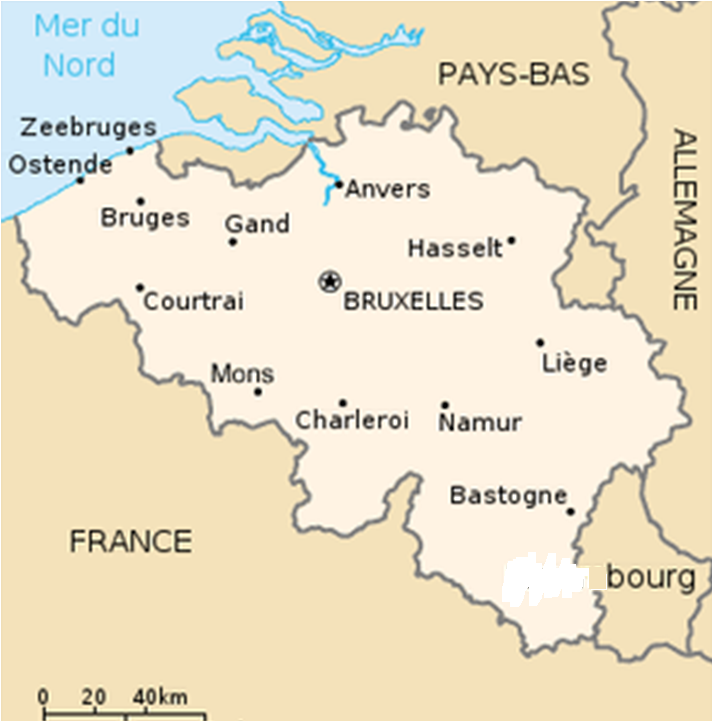 Mer du
Nord
PAYS-BAS
Zeebruges
Ostende
ALLEMAGNE
Anvers
Bruges
Gand
Hasselt
Courtrai
BRUXELLES
Liège
Mons
Charleroi
Namur
Bastogne
FRANCE
bourg
0 20 40km